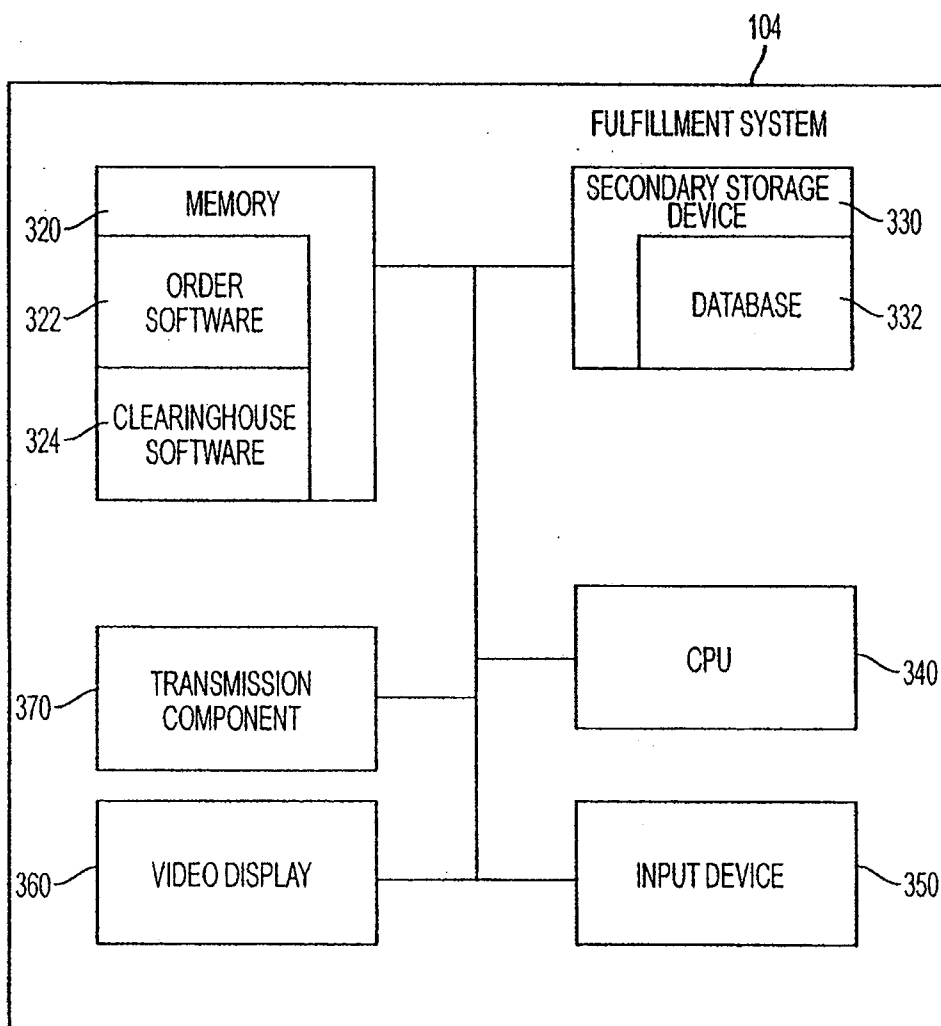 104
FULFILLMENT SYSTEM
MEMORY
320
ORDER
SOFTWARE
322
CLEARINGHOUSE
SOFTWARE
324
SECONDARY STORAGE
DEVICE
330
DATABASE
332
TRANSMISSION
COMPONENT
370
CPU
340
VIDEO DISPLAY
360
INPUT DEVICE
350